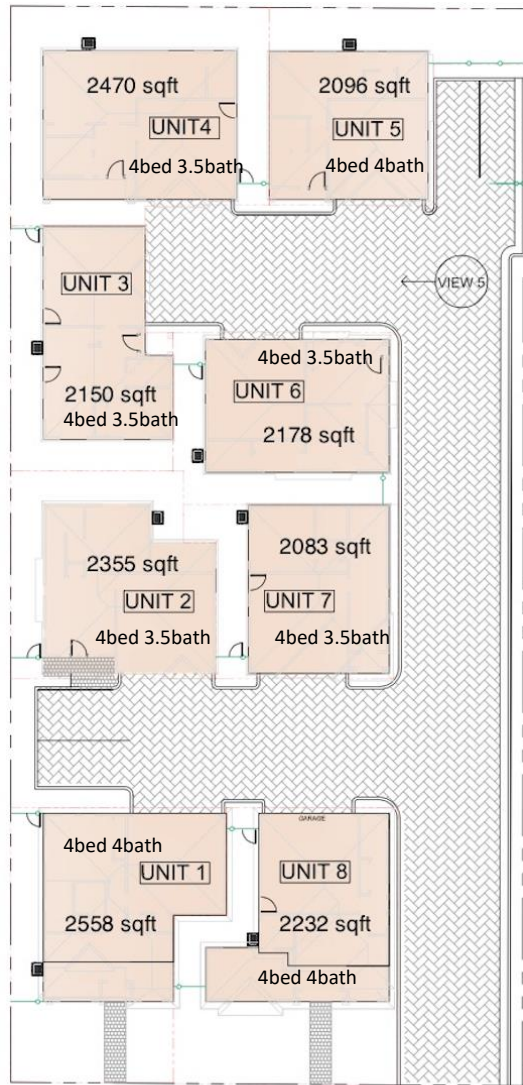 2470 sqft
UNIT4
4bed 3.5bath
2096 sqft
UNIT 5
4bed 4bath
UNIT 3
2150 sqft
4bed 3.5bath
VIEW 5
4bed 3.5bath
UNIT 6
2178 sqft
2355 sqft
UNIT 2
4bed 3.5bath
2083 sqft
UNIT 7
4bed 3.5bath
4bed 4bath
UNIT 1
2558 sqft
GARAGE
UNIT 8
2232 sqft
4bed 4bath